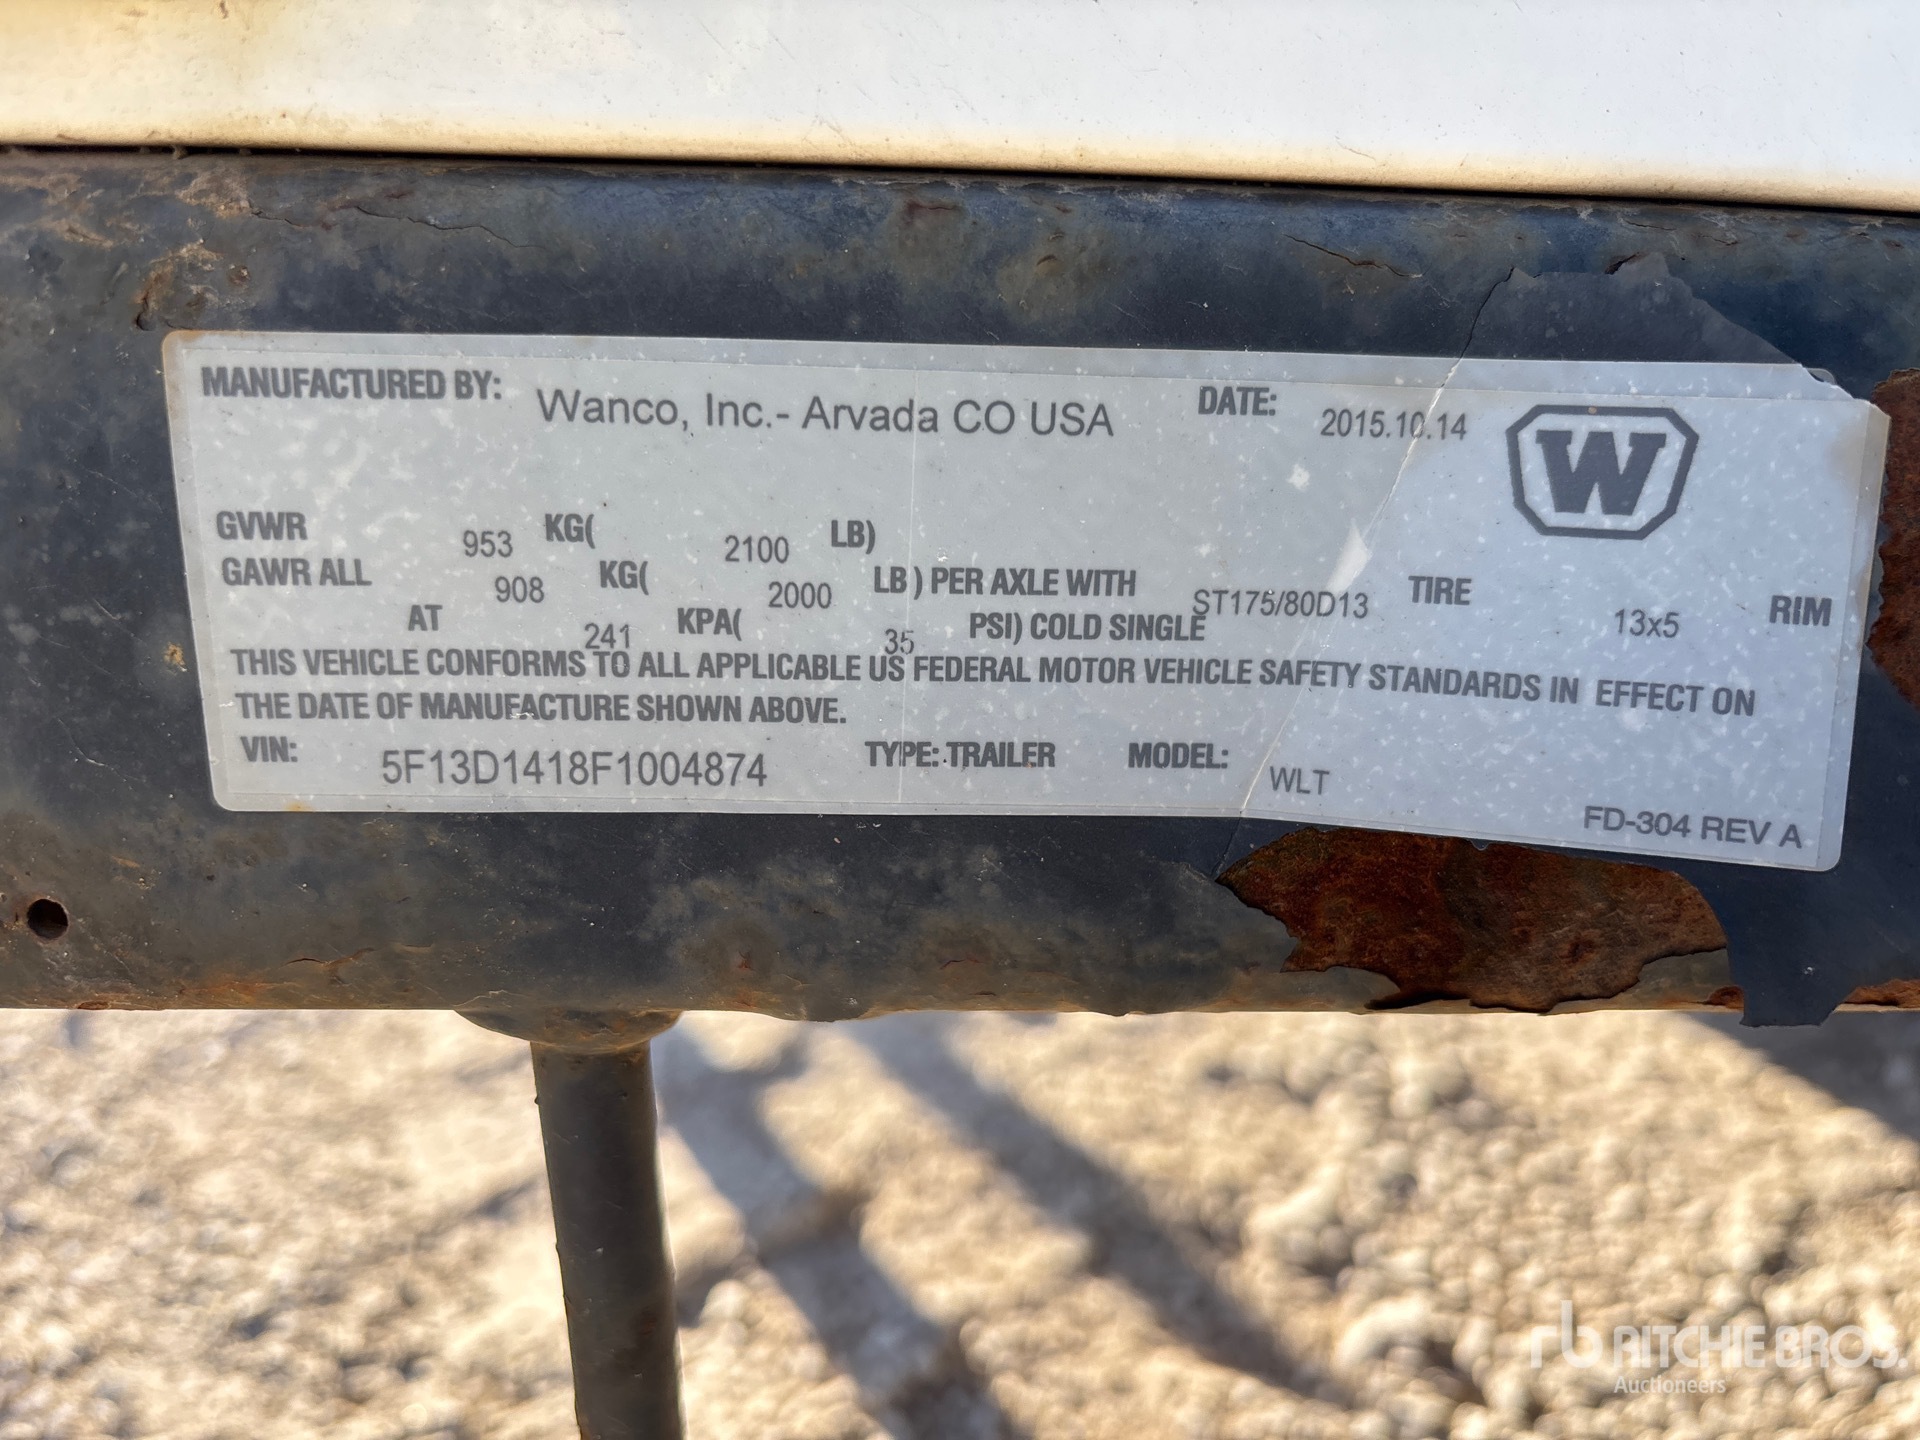 MANUFACTURED BY: Wanco, Inc.- Arvada CO USA DATE: 2015.10.14
W
GVWR 953 KG( 2100 LB)
GAWR ALL 908 KG( 2000 LB ) PER AXLE WITH ST175/80D13 TIRE 13x5 RIM
AT 241 KPA( 35 PSI) COLD SINGLE
THIS VEHICLE CONFORMS TO ALL APPLICABLE US FEDERAL MOTOR VEHICLE SAFETY STANDARDS IN EFFECT ON
THE DATE OF MANUFACTURE SHOWN ABOVE.
VIN: 5F13D1418F1004874 TYPE: TRAILER MODEL: WLT
FD-304 REV A
rb RITCHIE BROS.
Auctioneers